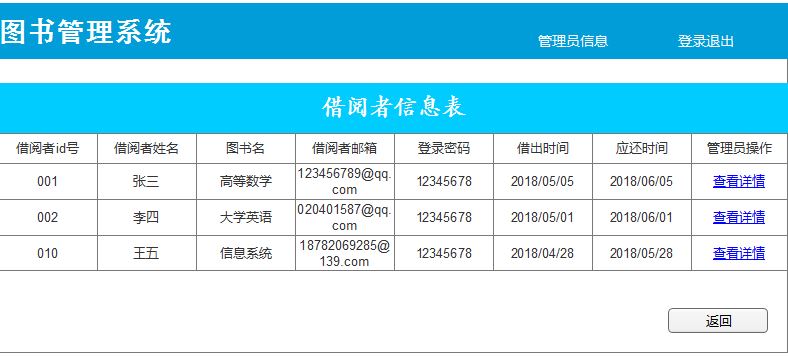 图书管理系统
管理员信息 登录退出
借阅者信息表
借阅者id号 借阅者姓名 图书名 借阅者邮箱 登录密码 借出时间 应还时间 管理员操作
001 张三 高等数学 123456789@qq.com 12345678 2018/05/05 2018/06/05 查看详情
002 李四 大学英语 020401587@qq.com 12345678 2018/05/01 2018/06/01 查看详情
010 王五 信息系统 18782069285@139.com 12345678 2018/04/28 2018/05/28 查看详情
返回